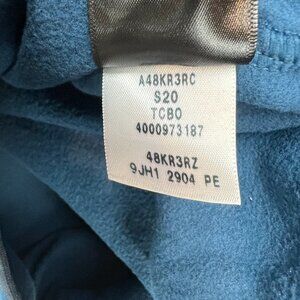 A48KR3RC
S20
TCBO
4000973187
48KR3RZ
9JH1 2904 PE